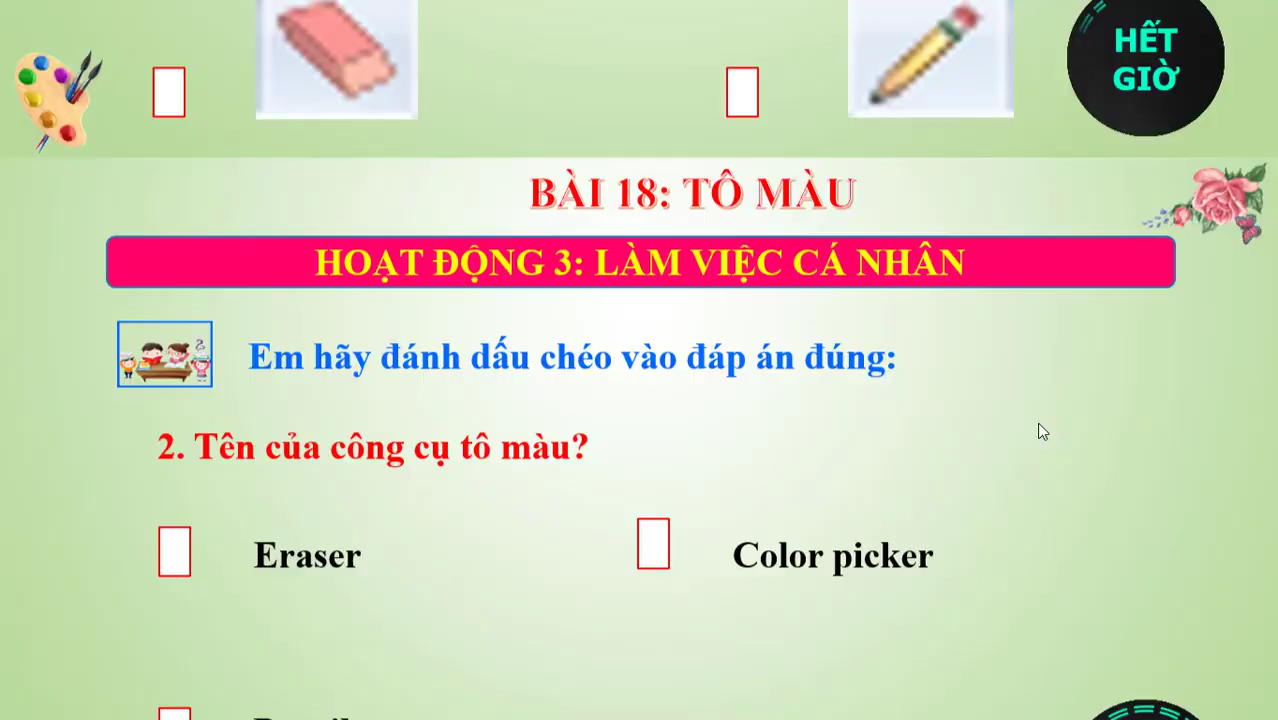 HẾT
GIỜ
BÀI 18: TÔ MÀU
HOẠT ĐỘNG 3: LÀM VIỆC CÁ NHÂN
Em hãy đánh dấu chéo vào đáp án đúng:
2. Tên của công cụ tô màu?
Eraser
Color picker